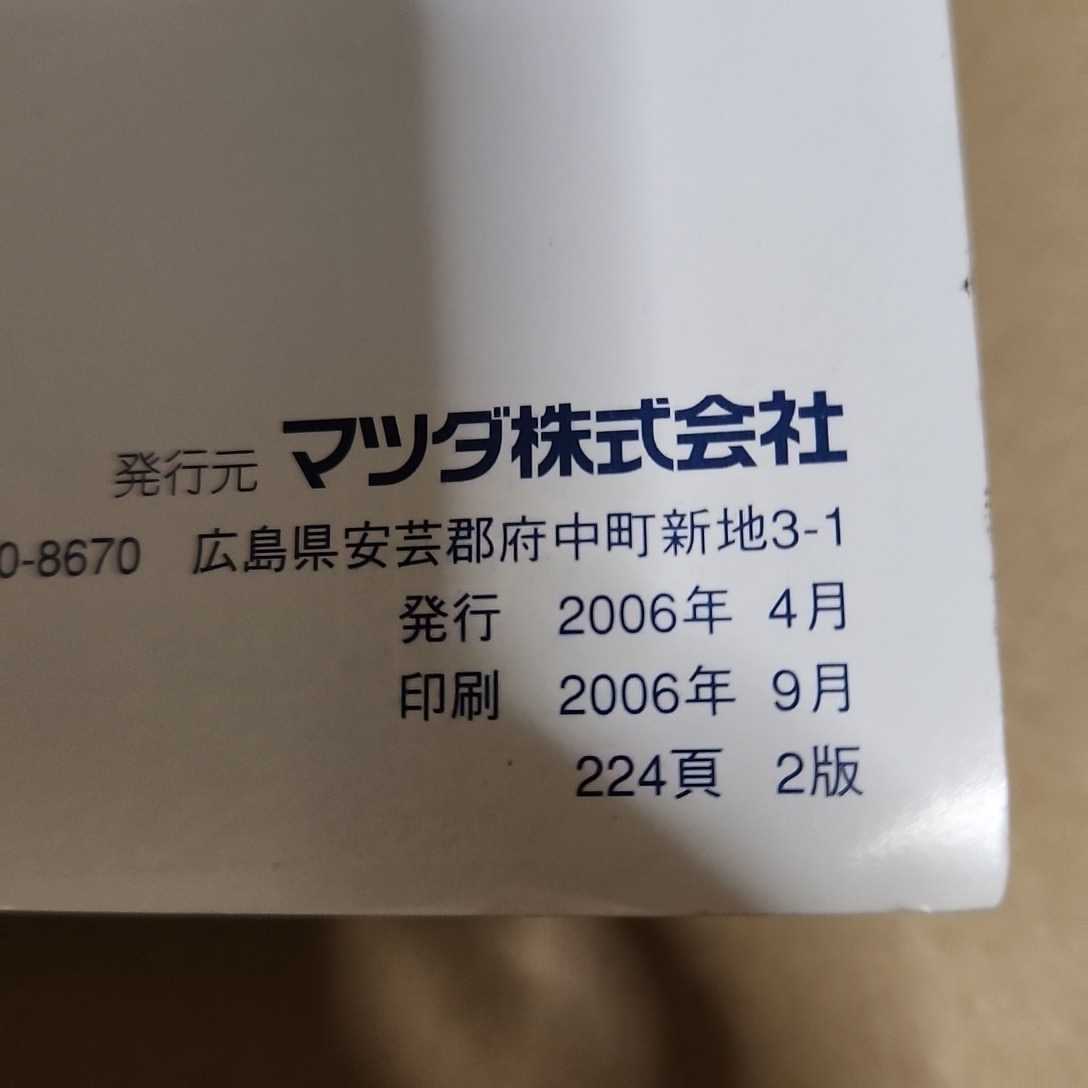 発行元 マツダ株式会社
0-8670 広島県安芸郡府中町新地3-1
発行 2006年 4月
印刷 2006年 9月
224頁 2版